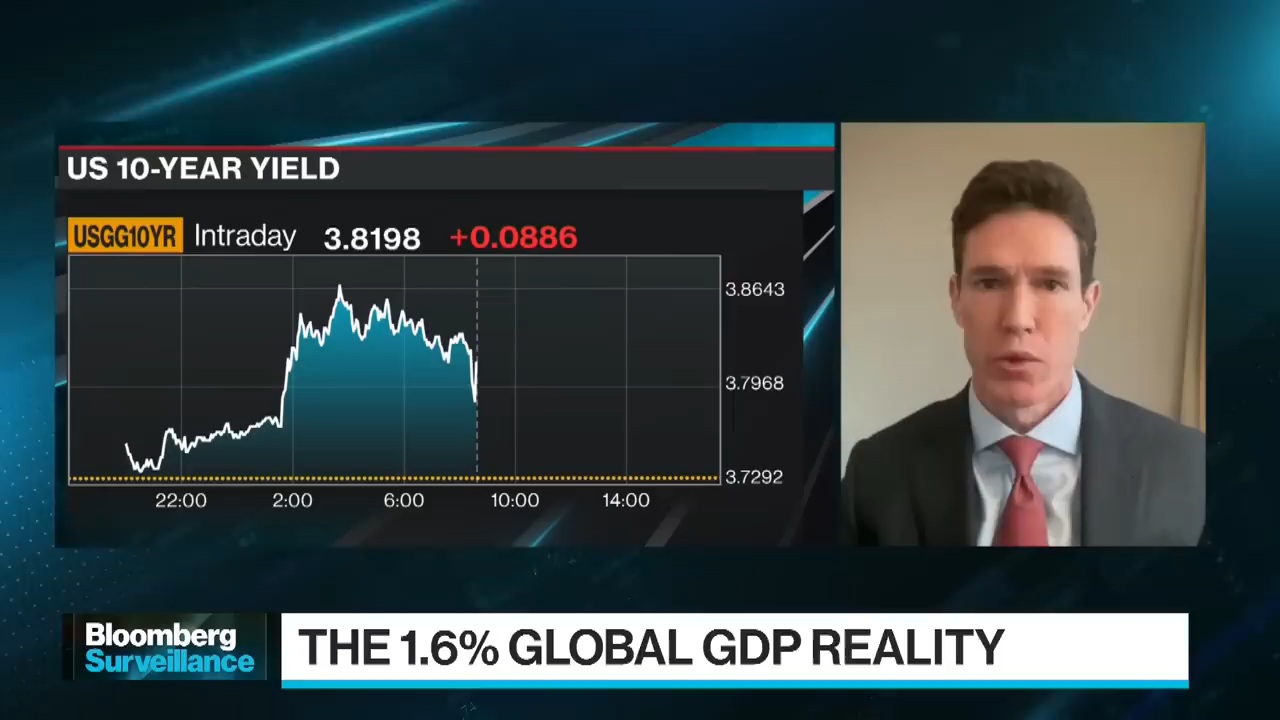 US 10-YEAR YIELD
USGG10YR Intraday 3.8198 +0.0886
3.8643
3.7968
3.7292
22:00 2:00 6:00 10:00 14:00
Bloomberg
Surveillance
THE 1.6% GLOBAL GDP REALITY